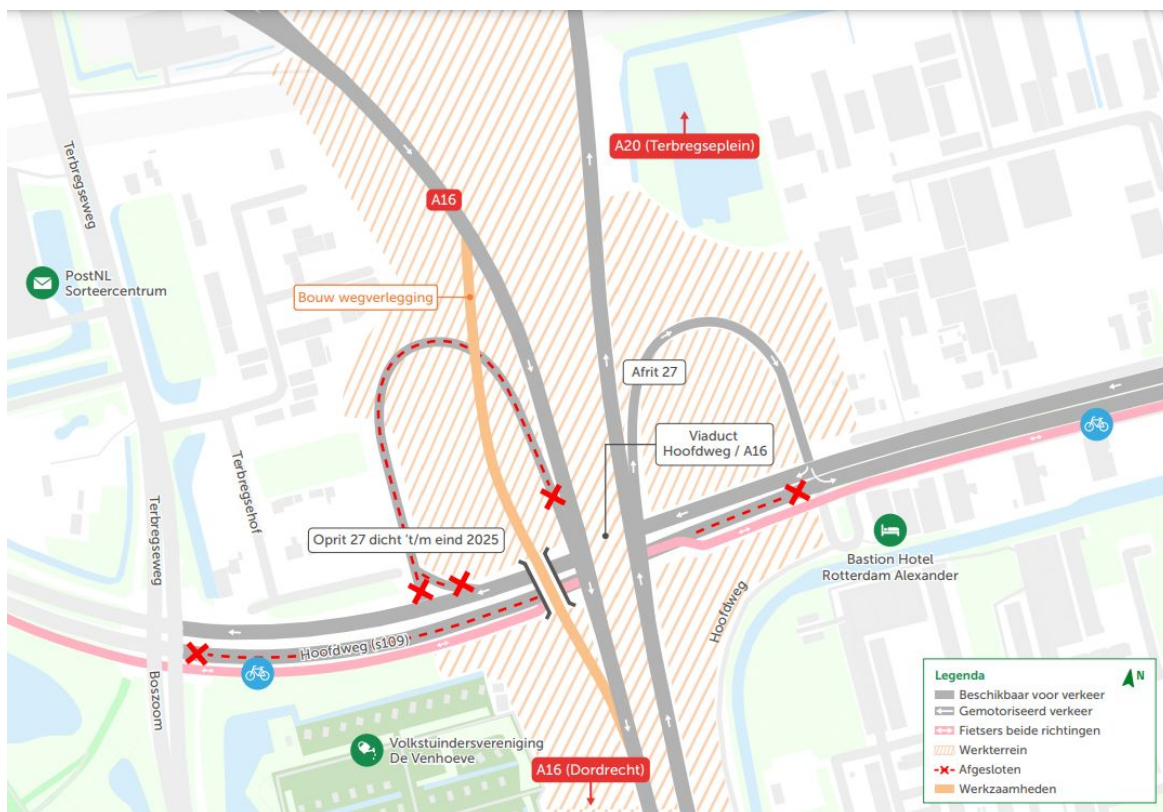 Terbregseweg
A20 (Terbregseplein)
A16
PostNL
Sorteercentrum
Bouw wegverlegging
Afrit 27
Viaduct
Hoofdweg / A16
Terbregsehof
Oprit 27 dicht 't/m eind 2025
Bastion Hotel
Rotterdam Alexander
Terbregseweg
Hoofdweg
Hoofdweg (s109)
Boszoom
Volkstuindersvereniging
De Venhoeve
A16 (Dordrecht)
Legenda
N
Beschikbaar voor verkeer
Gemotoriseerd verkeer
Fietsers beide richtingen
Werkterrein
Afgesloten
Werkzaamheden